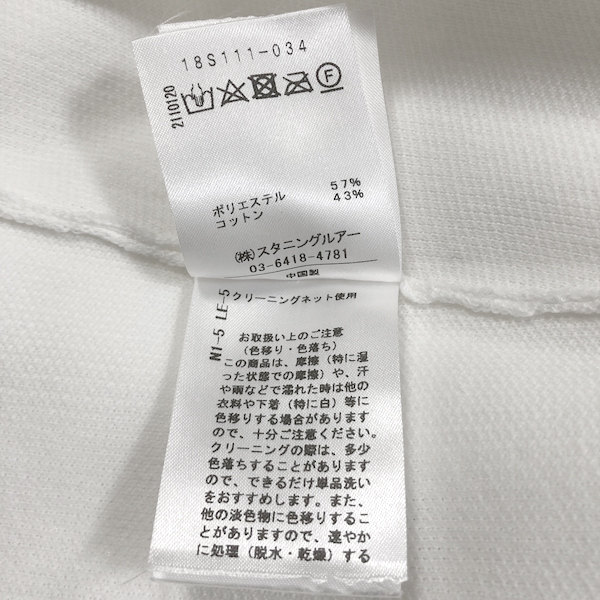 18S111-034
2110120
F
ポリエステル 57%
コットン 43%
(株)スタニングルアー
03-6418-4781
中国製
クリーニングネット使用
N1-5 LE-5
お取扱い上のご注意
(色移り・色落ち)
この商品は、摩擦(特に湿
った状態での摩擦)や、汗
や雨などで濡れた時は他の
衣料や下着(特に白)等に
色移りする場合があります
ので、十分ご注意ください。
クリーニングの際は、多少
色落ちすることがあります
ので、できるだけ単品洗い
をおすすめします。また、
他の淡色物に色移りするこ
とがありますので、速やか
に処理(脱水・乾燥)する